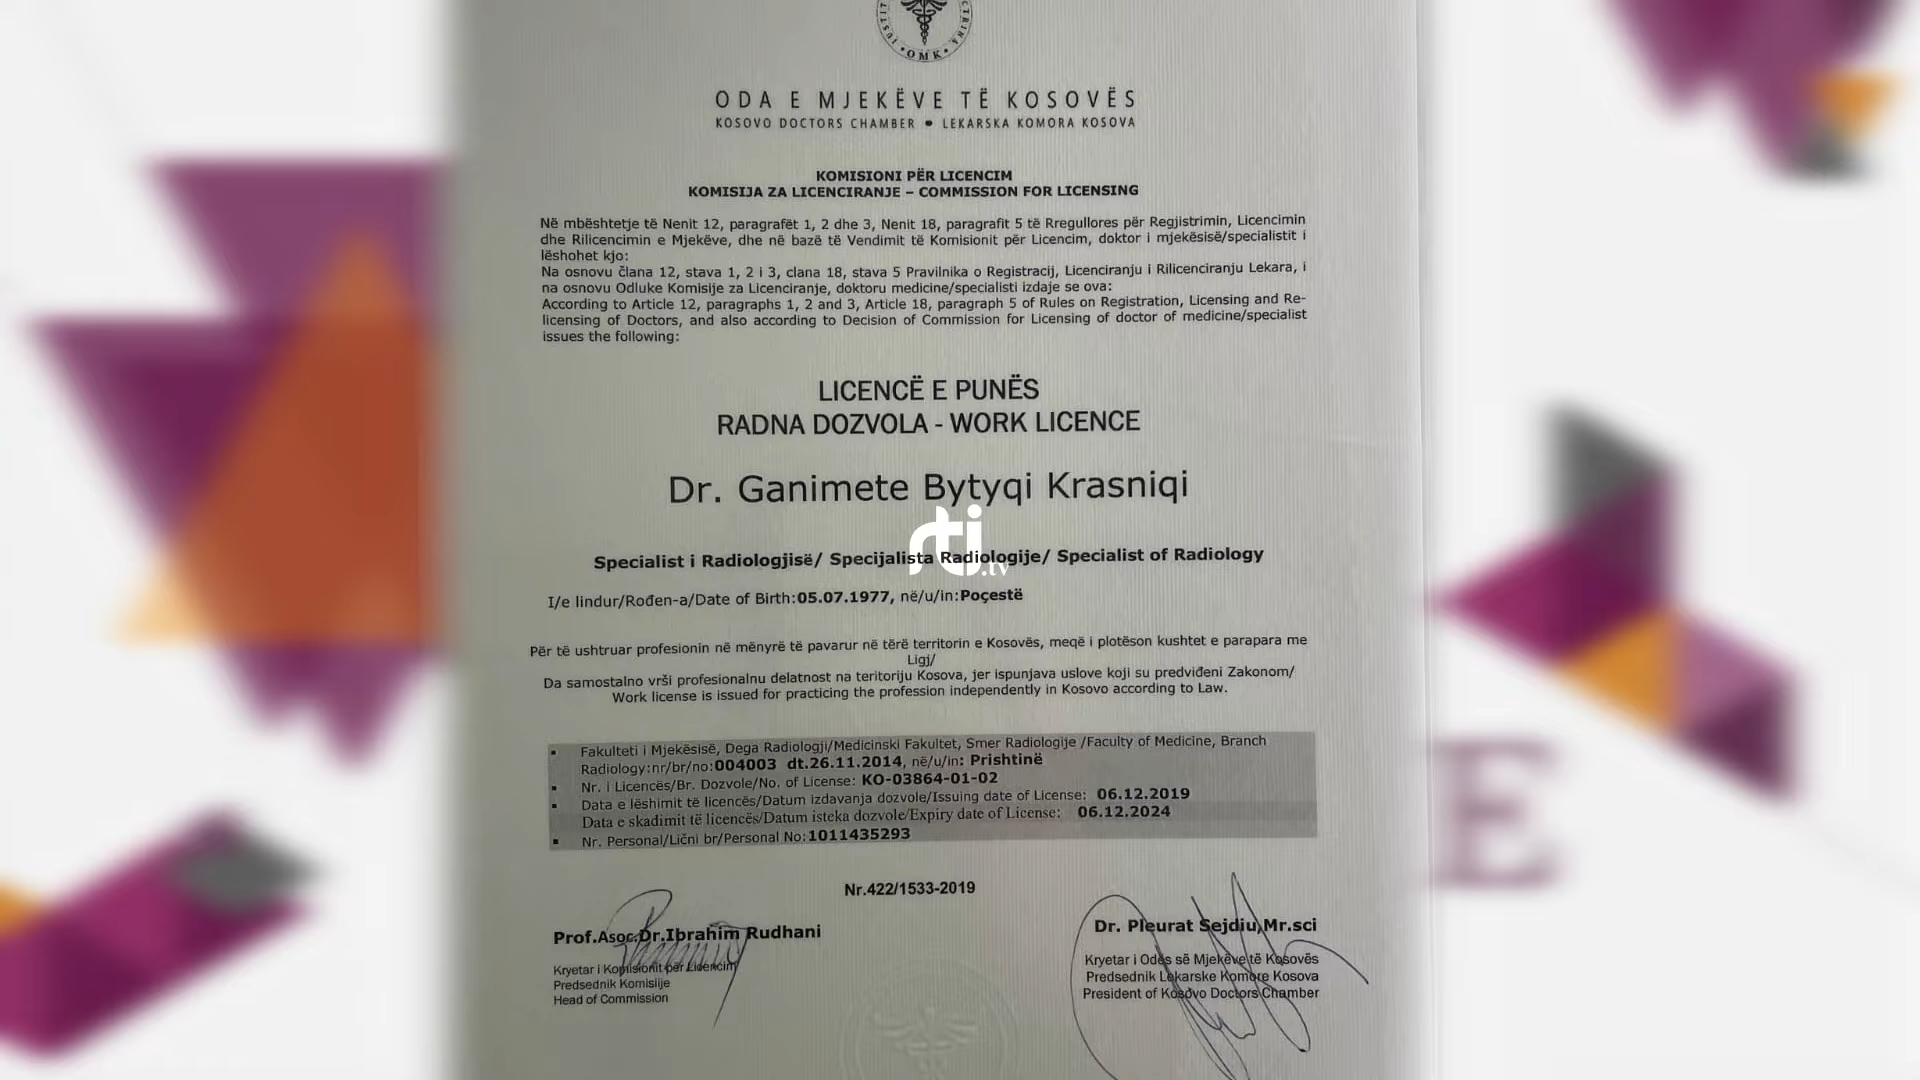 OMK
ODA E MJEKËVE TË KOSOVËS
KOSOVO DOCTORS CHAMBER • LEKARSKA KOMORA KOSOVA
KOMISIONI PËR LICENCIM
KOMISIJA ZA LICENCIRANJE – COMMISSION FOR LICENSING
Në mbështetje të Nenit 12, paragrafët 1, 2 dhe 3, Nenit 18, paragrafit 5 të Rregullores për Regjistrimin, Licencimin
dhe Rilicencimin e Mjekëve, dhe në bazë të Vendimit të Komisionit për Licencim, doktor i mjekësisë/specialistit i
lëshohet kjo:
Na osnovu člana 12, stava 1, 2 i 3, clana 18, stava 5 Pravilnika o Registracij, Licenciranju i Rilicenciranju Lekara, i
na osnovu Odluke Komisije za Licenciranje, doktoru medicine/specialisti izdaje se ova:
According to Article 12, paragraphs 1, 2 and 3, Article 18, paragraph 5 of Rules on Registration, Licensing and Re-
licensing of Doctors, and also according to Decision of Commission for Licensing of doctor of medicine/specialist
issues the following:
LICENCË E PUNËS
RADNA DOZVOLA - WORK LICENCE
Dr. Ganimete Bytyqi Krasniqi
rti.tv
Specialist i Radiologjisë/ Specijalista Radiologije/ Specialist of Radiology
I/e lindur/Rođen-a/Date of Birth:05.07.1977, në/u/in:Poçestë
Për të ushtruar profesionin në mënyrë të pavarur në tërë territorin e Kosovës, meqë i plotëson kushtet e parapara me
Ligj/
Da samostalno vrši profesionalnu delatnost na teritoriju Kosova, jer ispunjava uslove koji su predviđeni Zakonom/
Work license is issued for practicing the profession independently in Kosovo according to Law.
▪ Fakulteti i Mjekësisë, Dega Radiologji/Medicinski Fakultet, Smer Radiologije /Faculty of Medicine, Branch
Radiology:nr/br/no:004003 dt.26.11.2014, në/u/in: Prishtinë
▪ Nr. i Licencës/Br. Dozvole/No. of License: KO-03864-01-02
▪ Data e lëshimit të licencës/Datum izdavanja dozvole/Issuing date of License: 06.12.2019
Data e skadimit të licencës/Datum isteka dozvole/Expiry date of License: 06.12.2024
▪ Nr. Personal/Lični br/Personal No:1011435293
Nr.422/1533-2019
Prof.Asoc.Dr.Ibrahim Rudhani
Kryetar i Komisionit për Licencim
Predsednik Komisije
Head of Commission
Dr. Pleurat Sejdiu,Mr.sci
Kryetar i Odës së Mjekëve të Kosovës
Predsednik Lekarske Komore Kosova
President of Kosovo Doctors Chamber
E